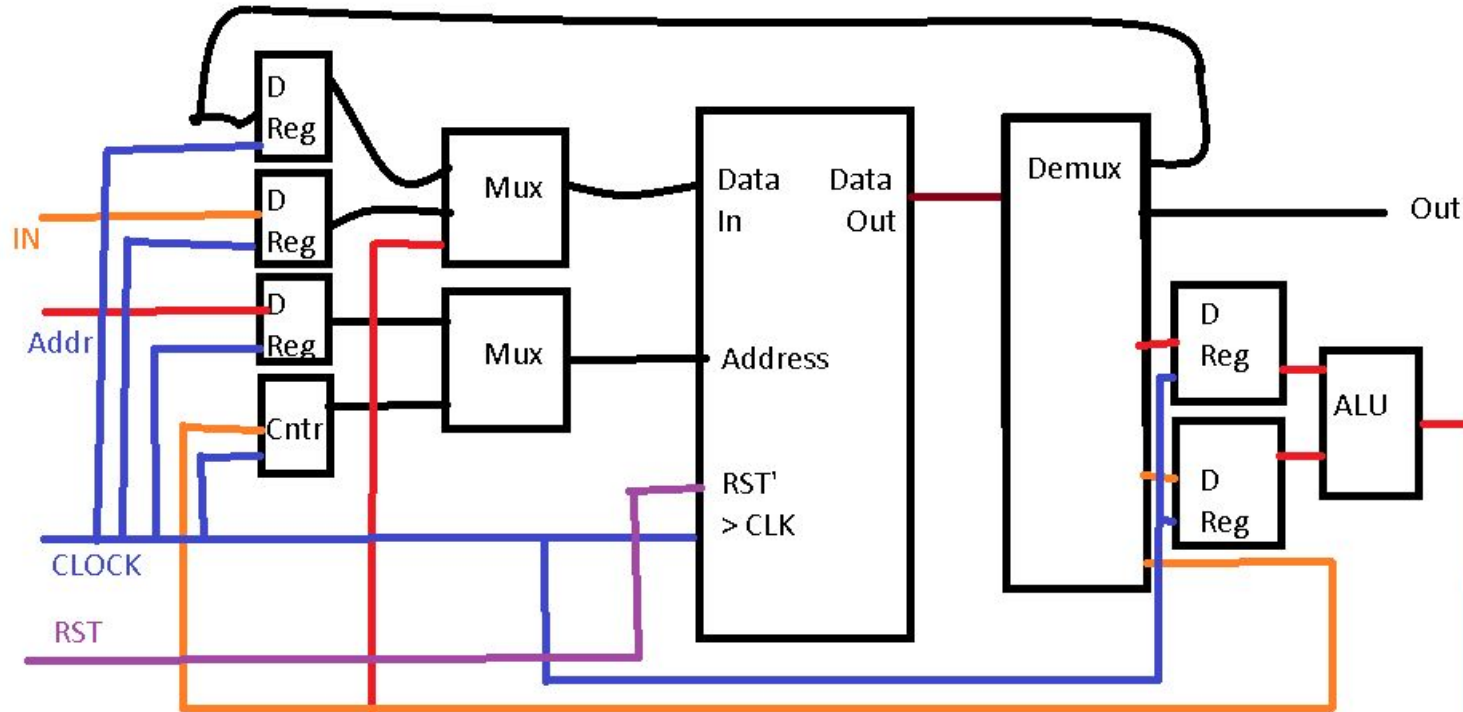 D
Reg
Mux
D
Reg
IN
D
Reg
Addr
Mux
Cntr
CLOCK
RST
Data
In
Data
Out
Address
RST'
> CLK
Demux
Out
D
Reg
ALU
D
Reg